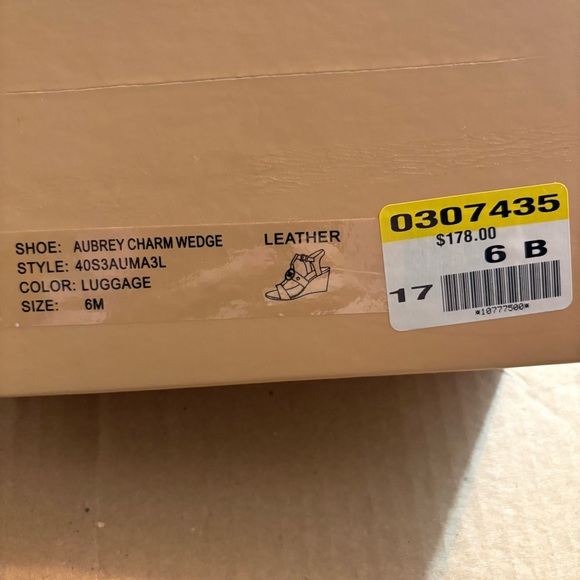 SHOE: AUBREY CHARM WEDGE
STYLE: 40S3AUMA3L
COLOR: LUGGAGE
SIZE: 6M
LEATHER
0307435
$178.00
6 B
17
*10777500*